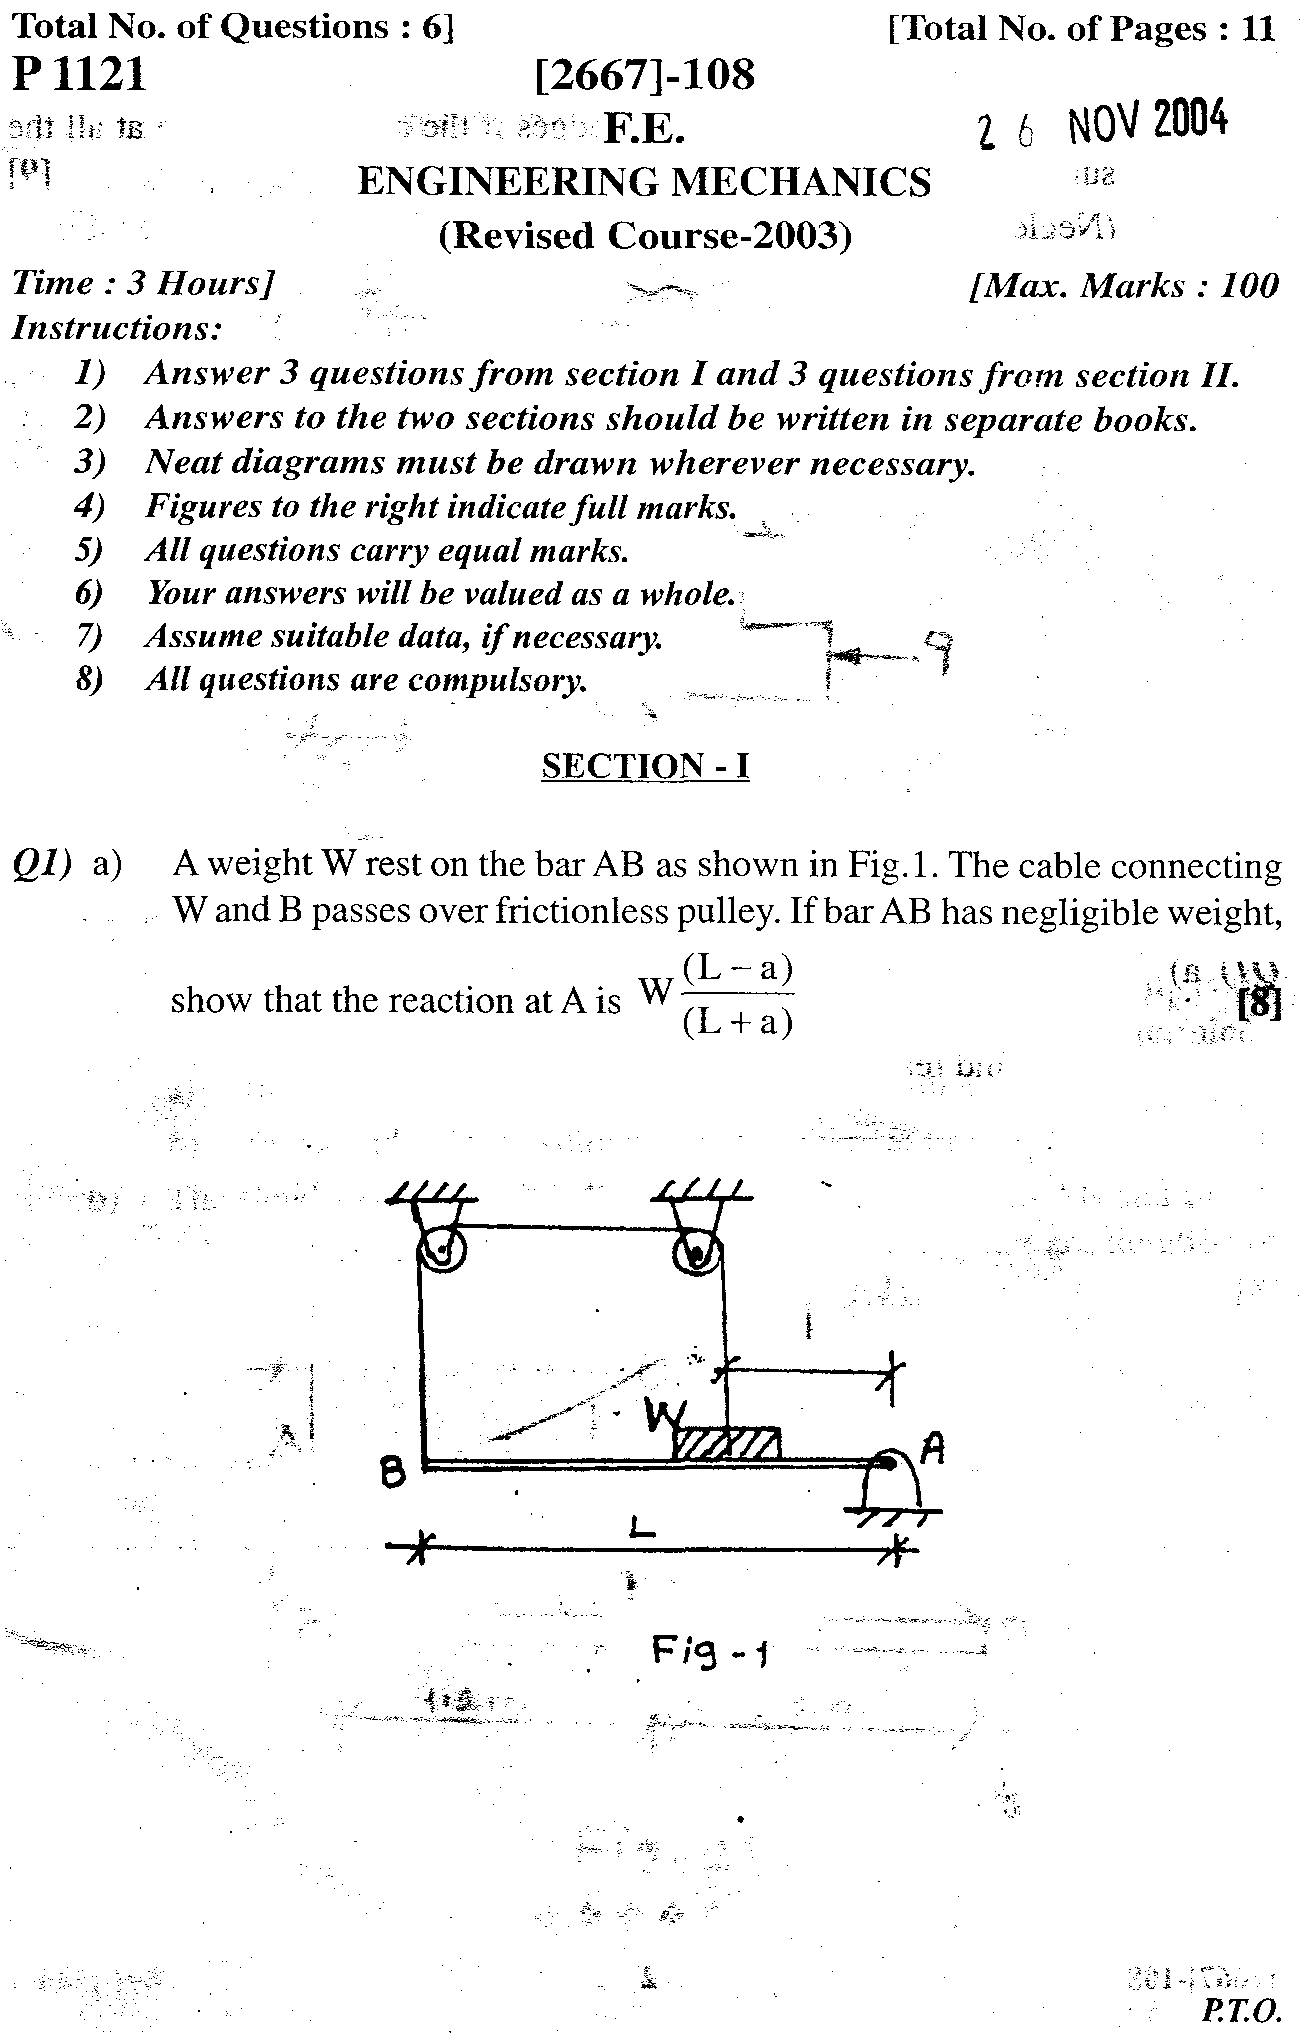 Total No. of Questions : 6]
[Total No. of Pages : 11
P 1121
[2667]-108
F.E.
2 6 NOV 2004
ENGINEERING MECHANICS
(Revised Course-2003)
Time : 3 Hours]
[Max. Marks : 100
Instructions:
1) Answer 3 questions from section I and 3 questions from section II.
2) Answers to the two sections should be written in separate books.
3) Neat diagrams must be drawn wherever necessary.
4) Figures to the right indicate full marks.
5) All questions carry equal marks.
6) Your answers will be valued as a whole.
7) Assume suitable data, if necessary.
8) All questions are compulsory.
SECTION - I
Q1) a) A weight W rest on the bar AB as shown in Fig.1. The cable connecting
W and B passes over frictionless pulley. If bar AB has negligible weight,
show that the reaction at A is W (L – a) / (L + a) [8]
W
B
A
L
Fig - 1
P.T.O.